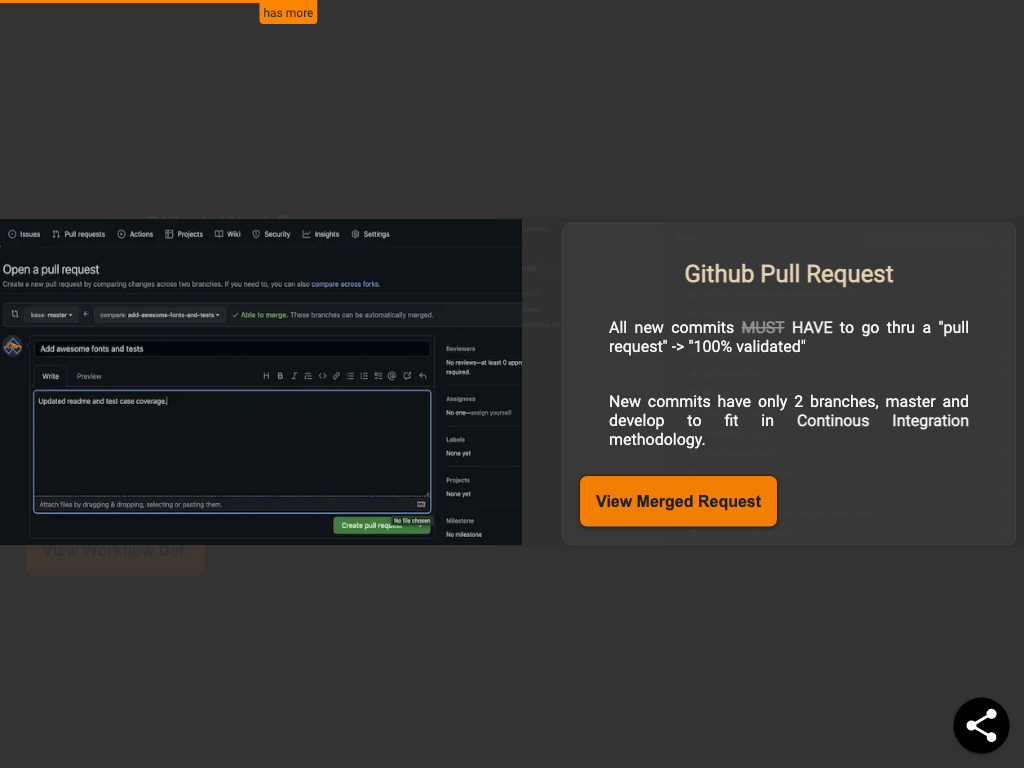 has more
Issues Pull requests Actions Projects Wiki Security Insights Settings
Open a pull request
Create a new pull request by comparing changes across two branches. If you need to, you can also compare across forks.
base: master compare: add-awesome-fonts-and-tests Able to merge. These branches can be automatically merged.
Add awesome fonts and tests
Write Preview
Updated readme and test case coverage.
Attach files by dragging & dropping, selecting or pasting them.
Create pull request
No file chosen
Reviewers
No reviews—at least 0 appr
required.
Assignees
No one—assign yourself
Labels
None yet
Projects
None yet
Milestone
No milestone
Github Pull Request
All new commits MUST HAVE to go thru a "pull
request" -> "100% validated"
New commits have only 2 branches, master and
develop to fit in Continous Integration
methodology.
View Merged Request
View Workflow Def.